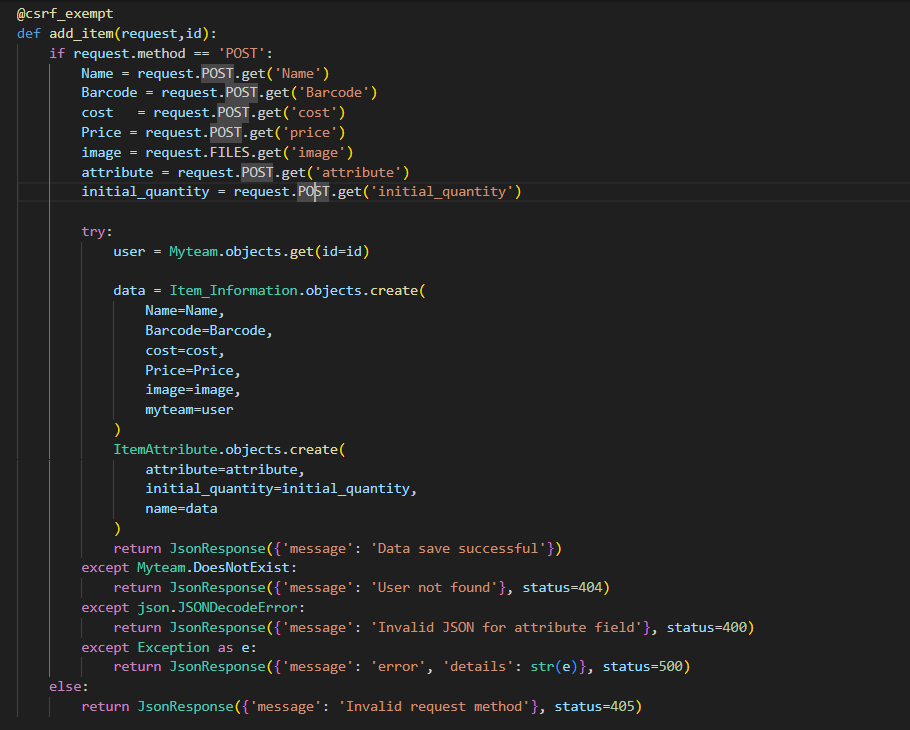 @csrf_exempt
def add_item(request,id):
    if request.method == 'POST':
        Name = request.POST.get('Name')
        Barcode = request.POST.get('Barcode')
        cost   = request.POST.get('cost')
        Price = request.POST.get('price')
        image = request.FILES.get('image')
        attribute = request.POST.get('attribute')
        initial_quantity = request.POST.get('initial_quantity')

        try:
            user = Myteam.objects.get(id=id)

            data = Item_Information.objects.create(
                Name=Name,
                Barcode=Barcode,
                cost=cost,
                Price=Price,
                image=image,
                myteam=user
            )
            ItemAttribute.objects.create(
                attribute=attribute,
                initial_quantity=initial_quantity,
                name=data
            )
            return JsonResponse({'message': 'Data save successful'})
        except Myteam.DoesNotExist:
            return JsonResponse({'message': 'User not found'}, status=404)
        except json.JSONDecodeError:
            return JsonResponse({'message': 'Invalid JSON for attribute field'}, status=400)
        except Exception as e:
            return JsonResponse({'message': 'error', 'details': str(e)}, status=500)
    else:
        return JsonResponse({'message': 'Invalid request method'}, status=405)